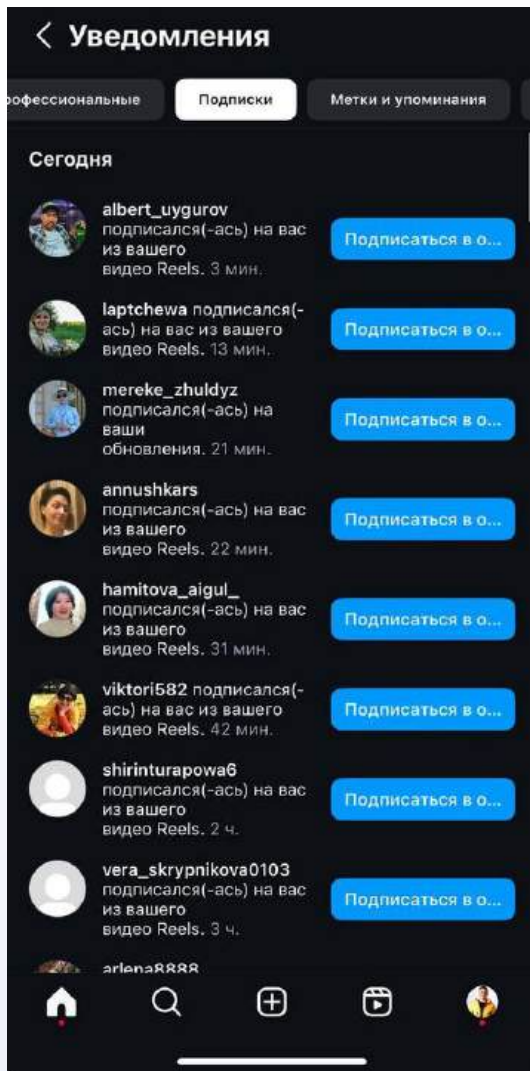 Уведомления
рофессиональные Подписки Метки и упоминания
Сегодня
albert_uygurov
подписался(-ась) на вас
из вашего
видео Reels. 3 мин.
Подписаться в о...
laptchewa подписался(-
ась) на вас из вашего
видео Reels. 13 мин.
Подписаться в о...
mereke_zhuldyz
подписался(-ась) на
ваши
обновления. 21 мин.
Подписаться в о...
annushkars
подписался(-ась) на вас
из вашего
видео Reels. 22 мин.
Подписаться в о...
hamitova_aigul_
подписался(-ась) на вас
из вашего
видео Reels. 31 мин.
Подписаться в о...
viktori582 подписался(-
ась) на вас из вашего
видео Reels. 42 мин.
Подписаться в о...
shirinturapowa6
подписался(-ась) на вас
из вашего
видео Reels. 2 ч.
Подписаться в о...
vera_skrypnikova0103
подписался(-ась) на вас
из вашего
видео Reels. 3 ч.
Подписаться в о...
arlena8888